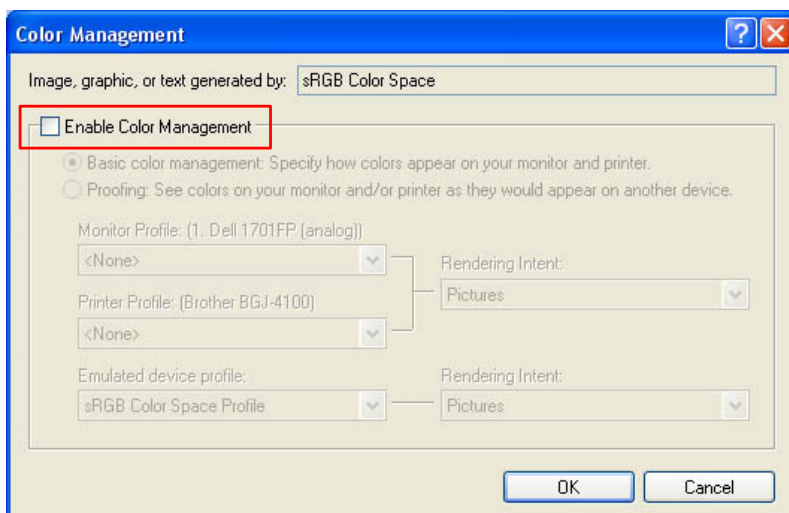 Color Management
Image, graphic, or text generated by: sRGB Color Space
Enable Color Management
Basic color management: Specify how colors appear on your monitor and printer.
Proofing: See colors on your monitor and/or printer as they would appear on another device.
Monitor Profile: (1. Dell 1701FP (analog))
<None>
Rendering Intent:
Pictures
Printer Profile: (Brother BGJ-4100)
<None>
Emulated device profile:
Rendering Intent:
sRGB Color Space Profile
Pictures
OK
Cancel